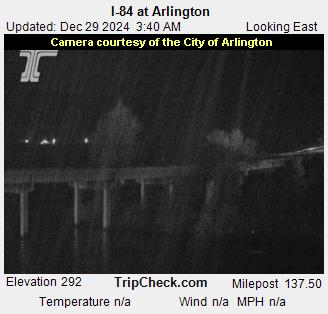 I-84 at Arlington
Updated: Dec 29 2024 3:40 AM Looking East
Camera courtesy of the City of Arlington
Elevation 292 TripCheck.com Milepost 137.50
Temperature n/a Wind n/a MPH n/a